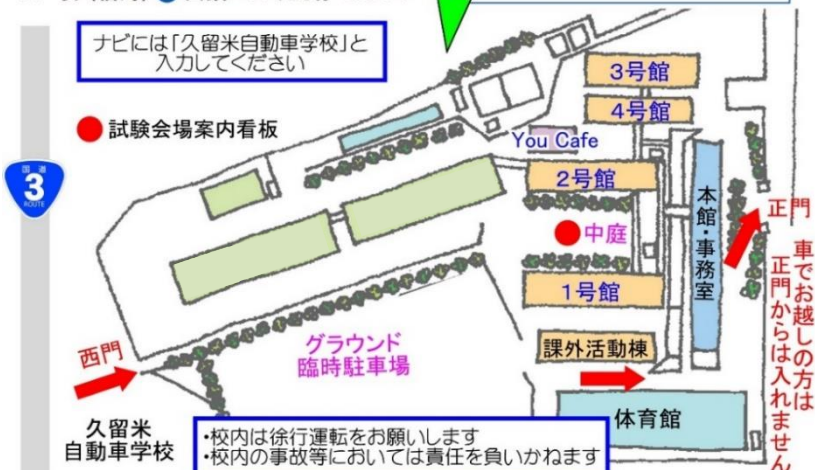 ナビには「久留米自動車学校」と
入力してください
試験会場案内看板
国道
3
ROUTE
3号館
4号館
You Cafe
2号館
中庭
1号館
本館・事務室
正門
車でお越しの方は
正門からは入れません
課外活動棟
体育館
グラウンド
臨時駐車場
西門
久留米
自動車学校
・校内は徐行運転をお願いします
・校内の事故等においては責任を負いかねます